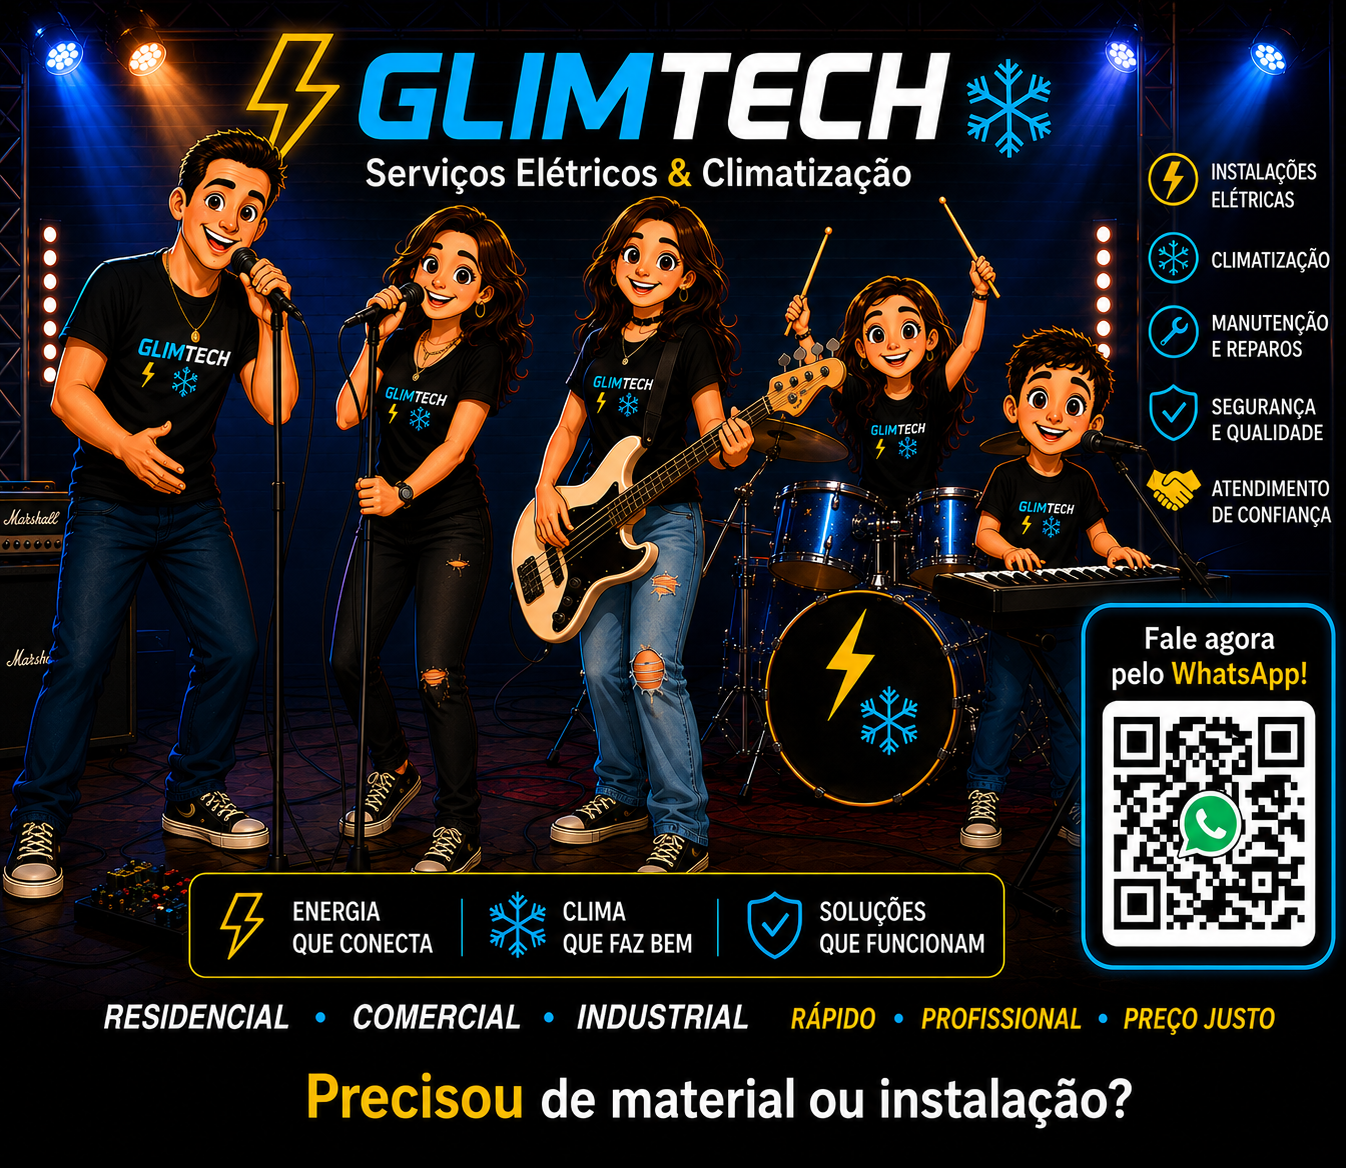 GLIMTECH
Serviços Elétricos & Climatização
INSTALAÇÕES
ELÉTRICAS
CLIMATIZAÇÃO
MANUTENÇÃO
E REPAROS
SEGURANÇA
E QUALIDADE
ATENDIMENTO
DE CONFIANÇA
GLIMTECH
GLIMTECH
GLIMTECH
GLIMTECH
GLIMTECH
Marshall
Marsha
Fale agora
pelo WhatsApp!
ENERGIA
QUE CONECTA
CLIMA
QUE FAZ BEM
SOLUÇÕES
QUE FUNCIONAM
RESIDENCIAL • COMERCIAL • INDUSTRIAL RÁPIDO • PROFISSIONAL • PREÇO JUSTO
Precisou de material ou instalação?